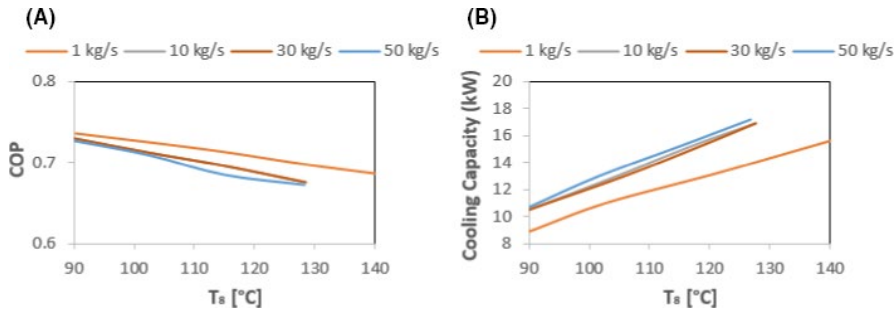 (A)
1 kg/s 10 kg/s 30 kg/s 50 kg/s
0.8
0.7
0.6
COP
90 100 110 120 130 140
T₈ [°C]
(B)
1 kg/s 10 kg/s 30 kg/s 50 kg/s
20
18
16
14
12
10
8
Cooling Capacity (kW)
90 100 110 120 130 140
T₈ [°C]